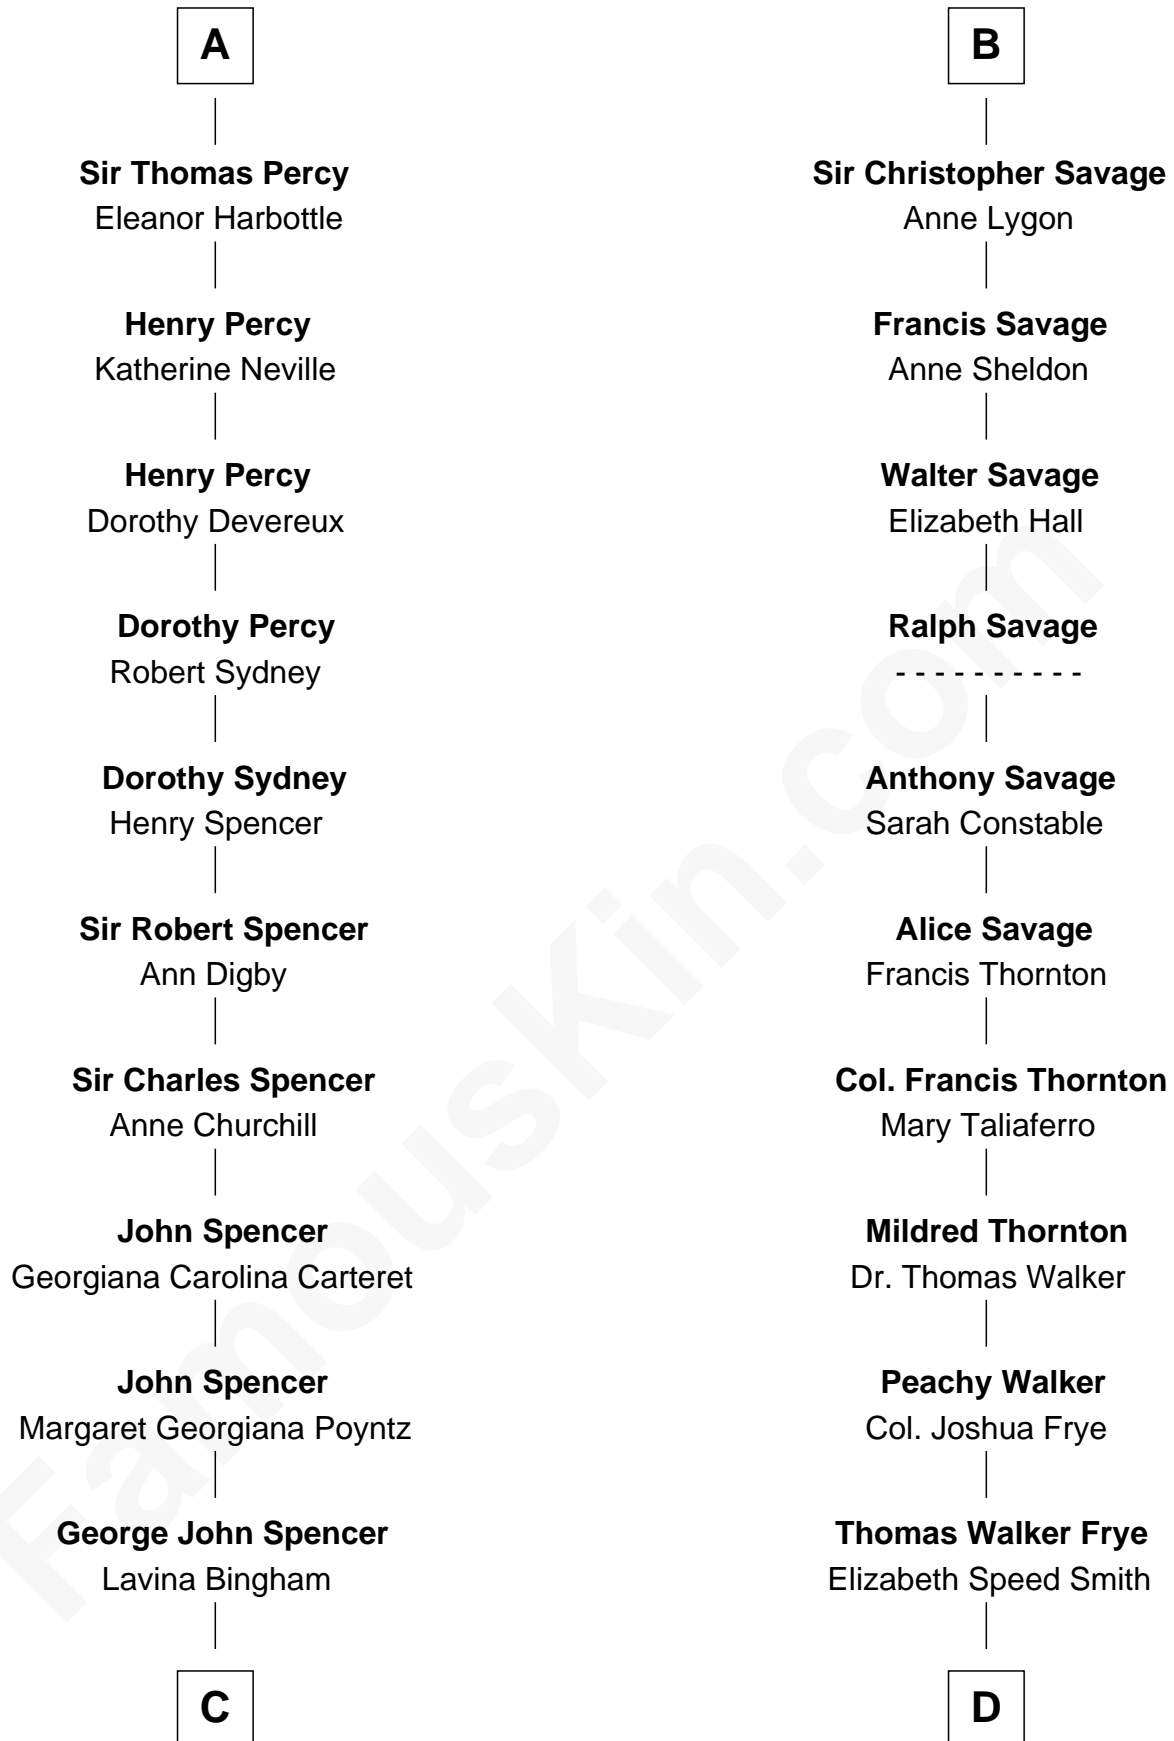 A
Sir Thomas Percy
Eleanor Harbottle
Henry Percy
Katherine Neville
Henry Percy
Dorothy Devereux
Dorothy Percy
Robert Sydney
Dorothy Sydney
Henry Spencer
Sir Robert Spencer
Ann Digby
Sir Charles Spencer
Anne Churchill
John Spencer
Georgiana Carolina Carteret
John Spencer
Margaret Georgiana Poyntz
George John Spencer
Lavina Bingham
C
B
Sir Christopher Savage
Anne Lygon
Francis Savage
Anne Sheldon
Walter Savage
Elizabeth Hall
Ralph Savage
- - - - - - - - - -
Anthony Savage
Sarah Constable
Alice Savage
Francis Thornton
Col. Francis Thornton
Mary Taliaferro
Mildred Thornton
Dr. Thomas Walker
Peachy Walker
Col. Joshua Frye
Thomas Walker Frye
Elizabeth Speed Smith
D
FamousKin.com